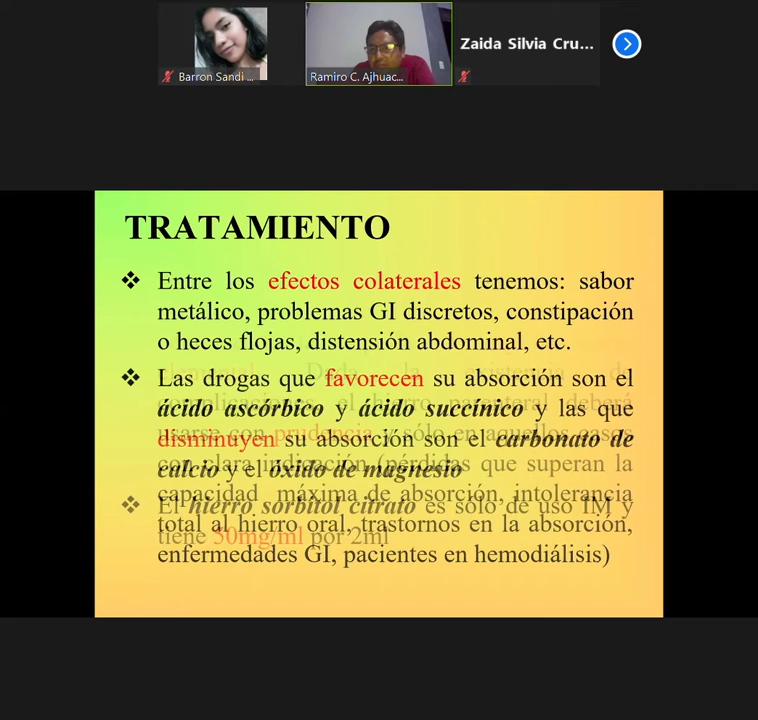 Barron Sandi ...
Ramiro C. Ajhuac...
Zaida Silvia Cru...
TRATAMIENTO
❖ Entre los efectos colaterales tenemos: sabor
metálico, problemas GI discretos, constipación
o heces flojas, distensión abdominal, etc.
❖ Las drogas que favorecen su absorción son el
ácido ascórbico y ácido succínico y las que
disminuyen su absorción son el carbonato de
calcio y el óxido de magnesio
❖ El hierro sorbitol citrato es sólo de uso IM y
tiene 50mg/ml por 2ml
Dada la existencia de
complicaciones, el hierro parenteral deberá
usarse con prudencia y sólo en aquellos casos
con clara indicación (pérdidas que superan la
capacidad máxima de absorción, intolerancia
total al hierro oral, trastornos en la absorción,
enfermedades GI, pacientes en hemodiálisis)